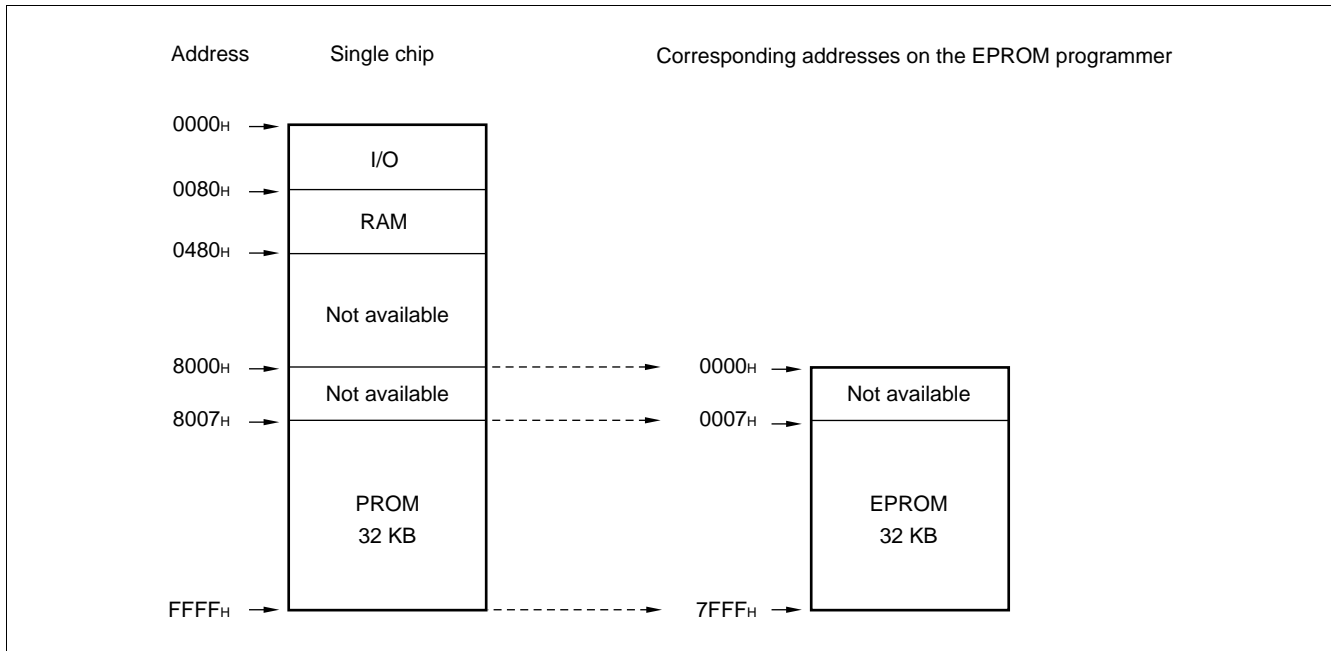 Address Single chip Corresponding addresses on the EPROM programmer
0000H
I/O
0080H
RAM
0480H
Not available
8000H 0000H
Not available Not available
8007H 0007H
PROM EPROM
32 KB 32 KB
FFFFH 7FFFH